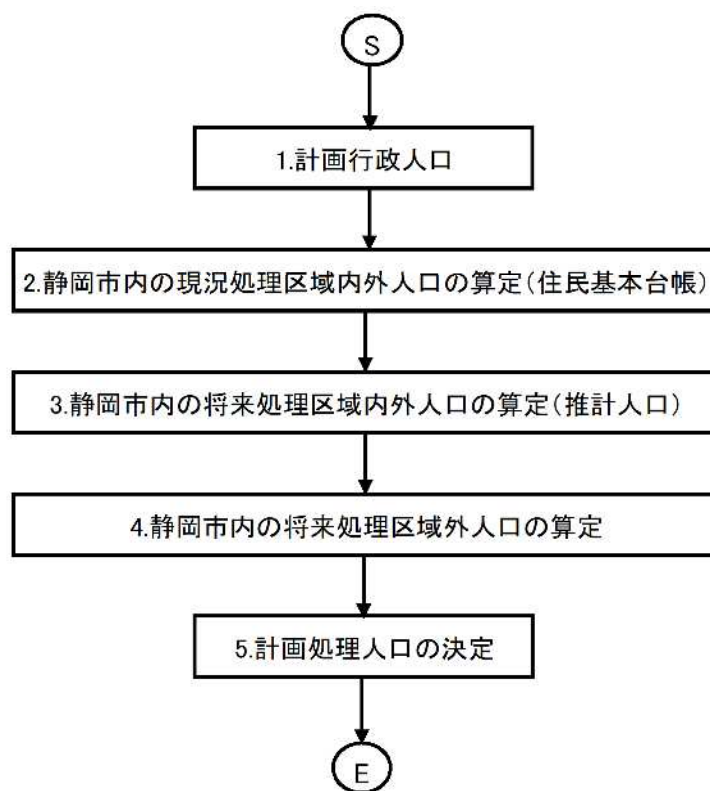 S
1.計画行政人口
2.静岡市内の現況処理区域内外人口の算定(住民基本台帳)
3.静岡市内の将来処理区域内外人口の算定(推計人口)
4.静岡市内の将来処理区域外人口の算定
5.計画処理人口の決定
E